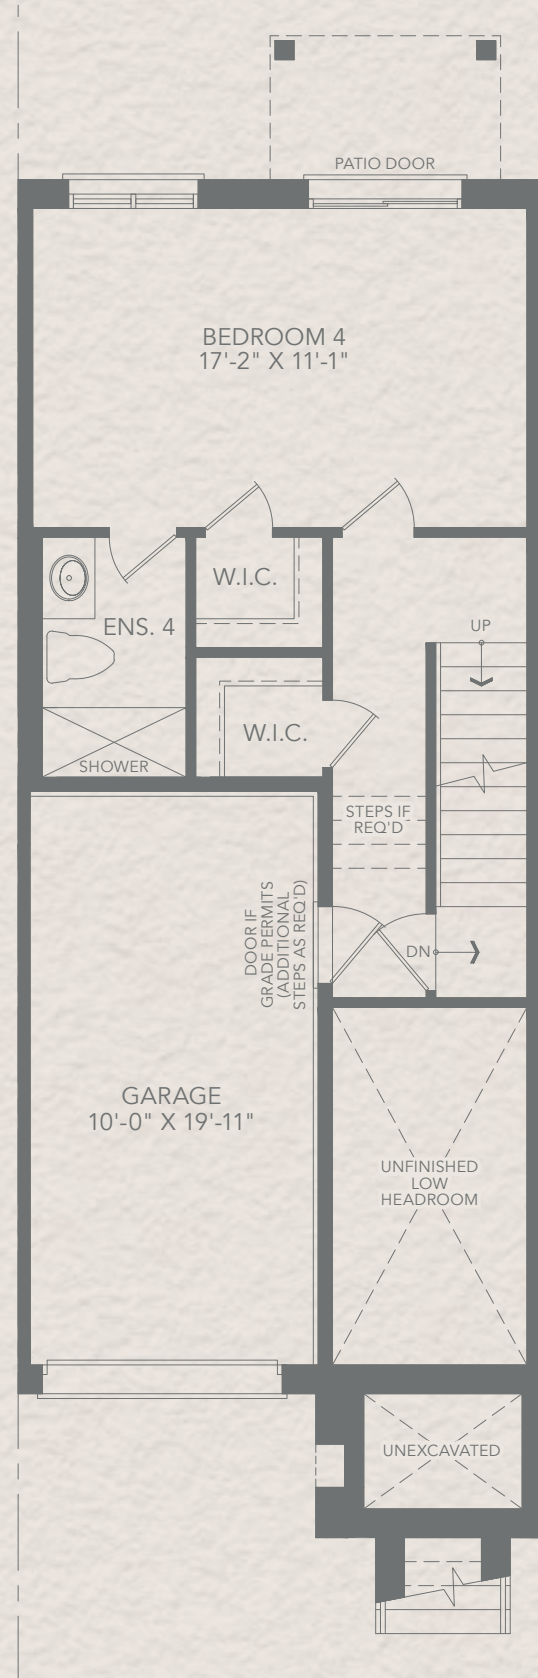 PATIO DOOR
BEDROOM 4
17'-2" X 11'-1"
W.I.C.
ENS. 4
UP
W.I.C.
SHOWER
STEPS IF
REQ'D
DOOR IF
GRADE PERMITS
(ADDITIONAL
STEPS AS REQ'D)
DN
GARAGE
10'-0" X 19'-11"
UNFINISHED
LOW
HEADROOM
UNEXCAVATED